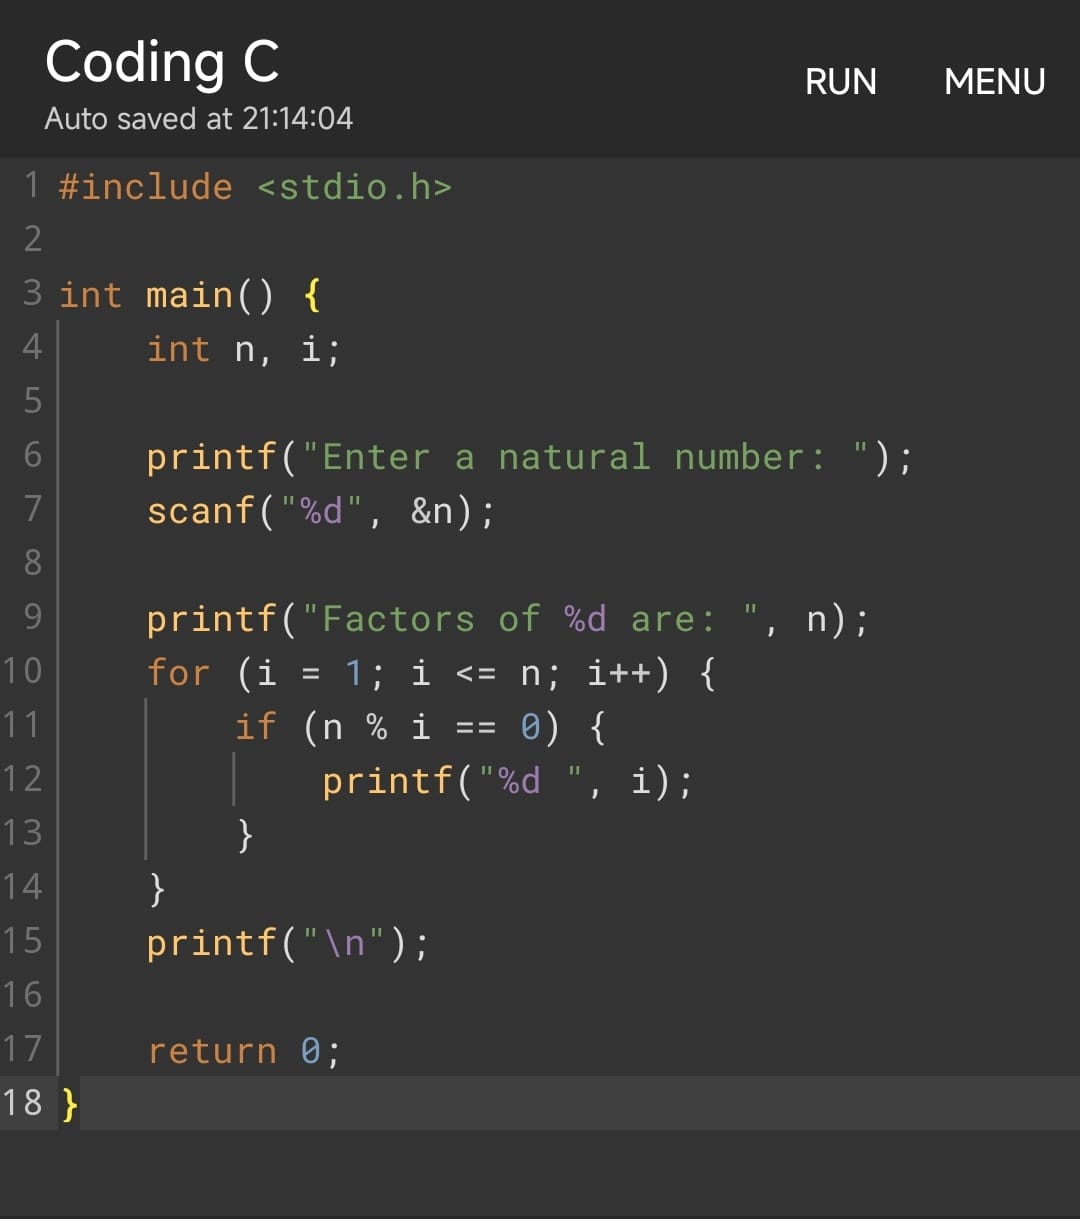 Coding C
RUN MENU
Auto saved at 21:14:04
1 #include <stdio.h>
2
3 int main() {
4     int n, i;
5
6     printf("Enter a natural number: ");
7     scanf("%d", &n);
8
9     printf("Factors of %d are: ", n);
10     for (i = 1; i <= n; i++) {
11         if (n % i == 0) {
12             printf("%d ", i);
13         }
14     }
15     printf("\n");
16
17     return 0;
18 }